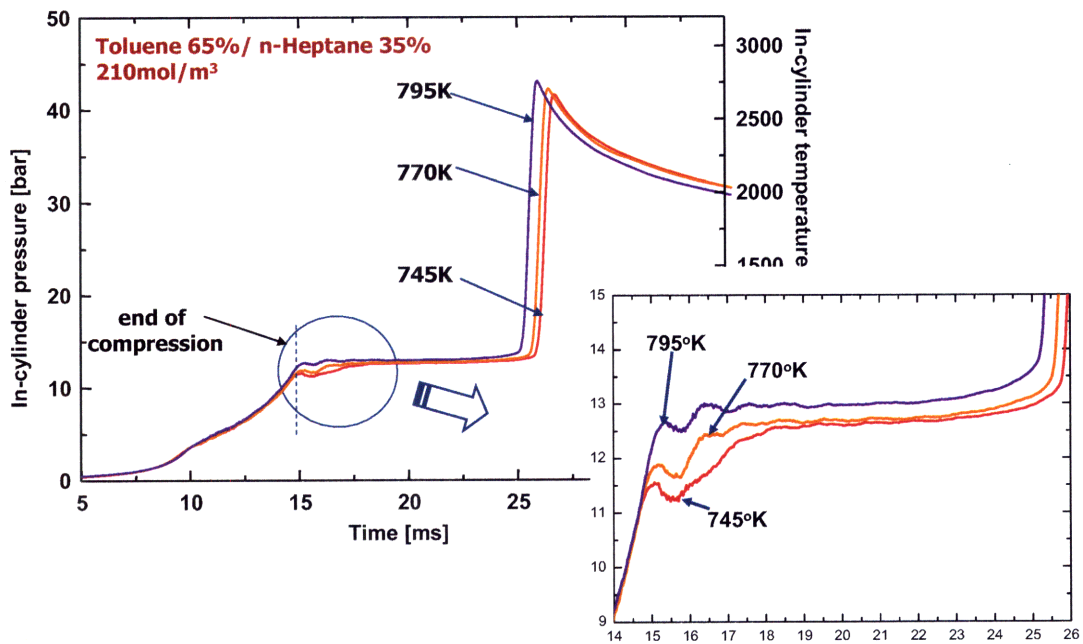 50
40
30
20
10
0
In-cylinder pressure [bar]
Toluene 65%/ n-Heptane 35%
210mol/m³
795K
770K
745K
end of
compression
5
10
15
20
25
Time [ms]
3000
2500
2000
1500
In-cylinder temperature
15
14
13
12
11
10
9
795°K
770°K
745°K
14
15
16
17
18
19
20
21
22
23
24
25
26